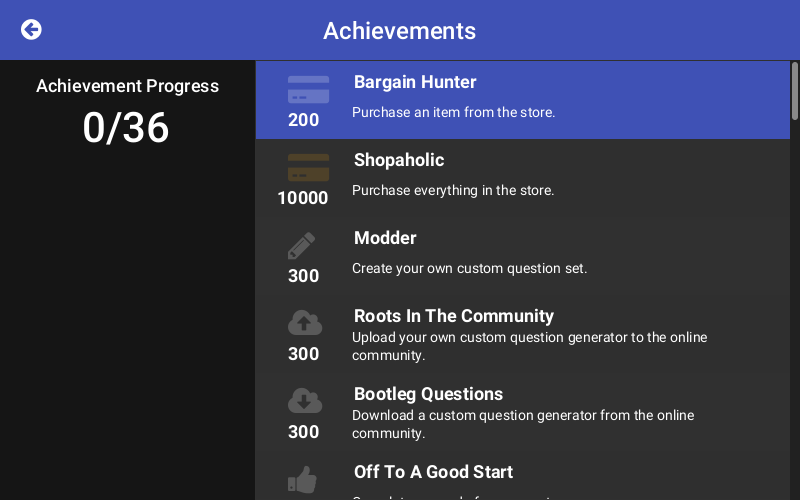 Achievements
Achievement Progress
0/36
Bargain Hunter
Purchase an item from the store.
200
Shopaholic
Purchase everything in the store.
10000
Modder
Create your own custom question set.
300
Roots In The Community
Upload your own custom question generator to the online
community.
300
Bootleg Questions
Download a custom question generator from the online
community.
300
Off To A Good Start